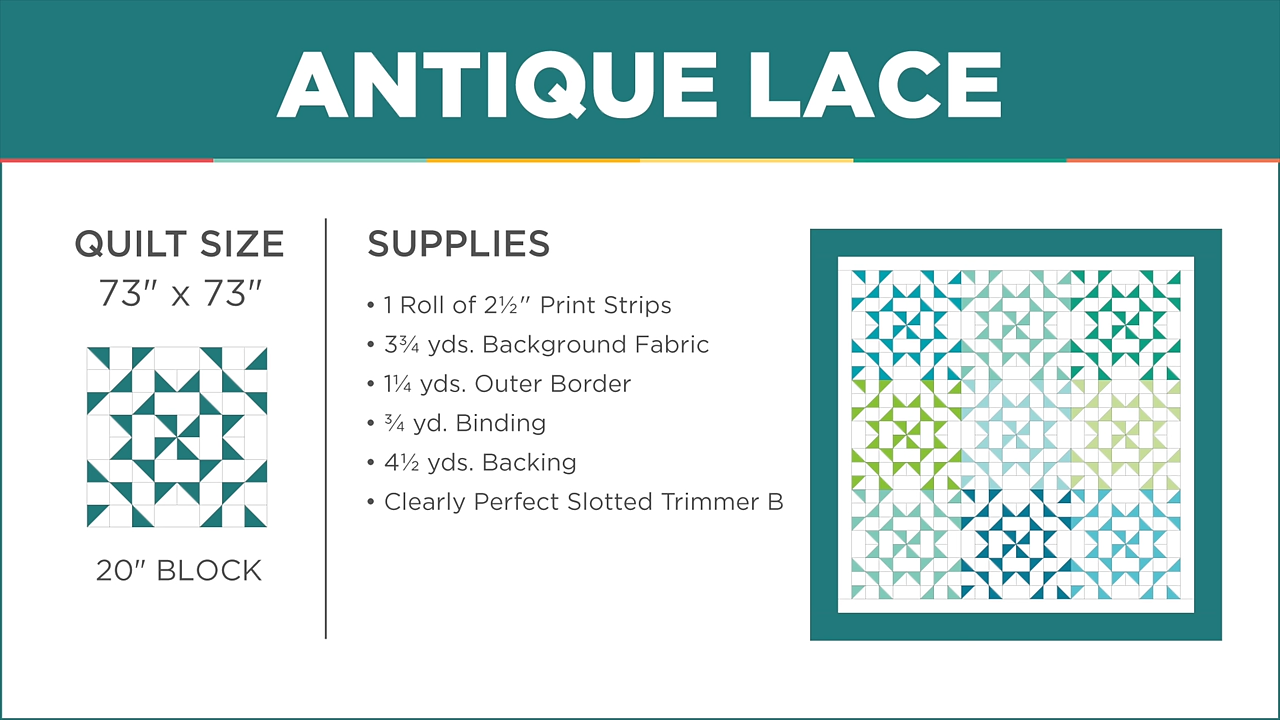 ANTIQUE LACE
QUILT SIZE
73" x 73"
20" BLOCK
SUPPLIES
• 1 Roll of 2½" Print Strips
• 3¾ yds. Background Fabric
• 1¼ yds. Outer Border
• ¾ yd. Binding
• 4½ yds. Backing
• Clearly Perfect Slotted Trimmer B